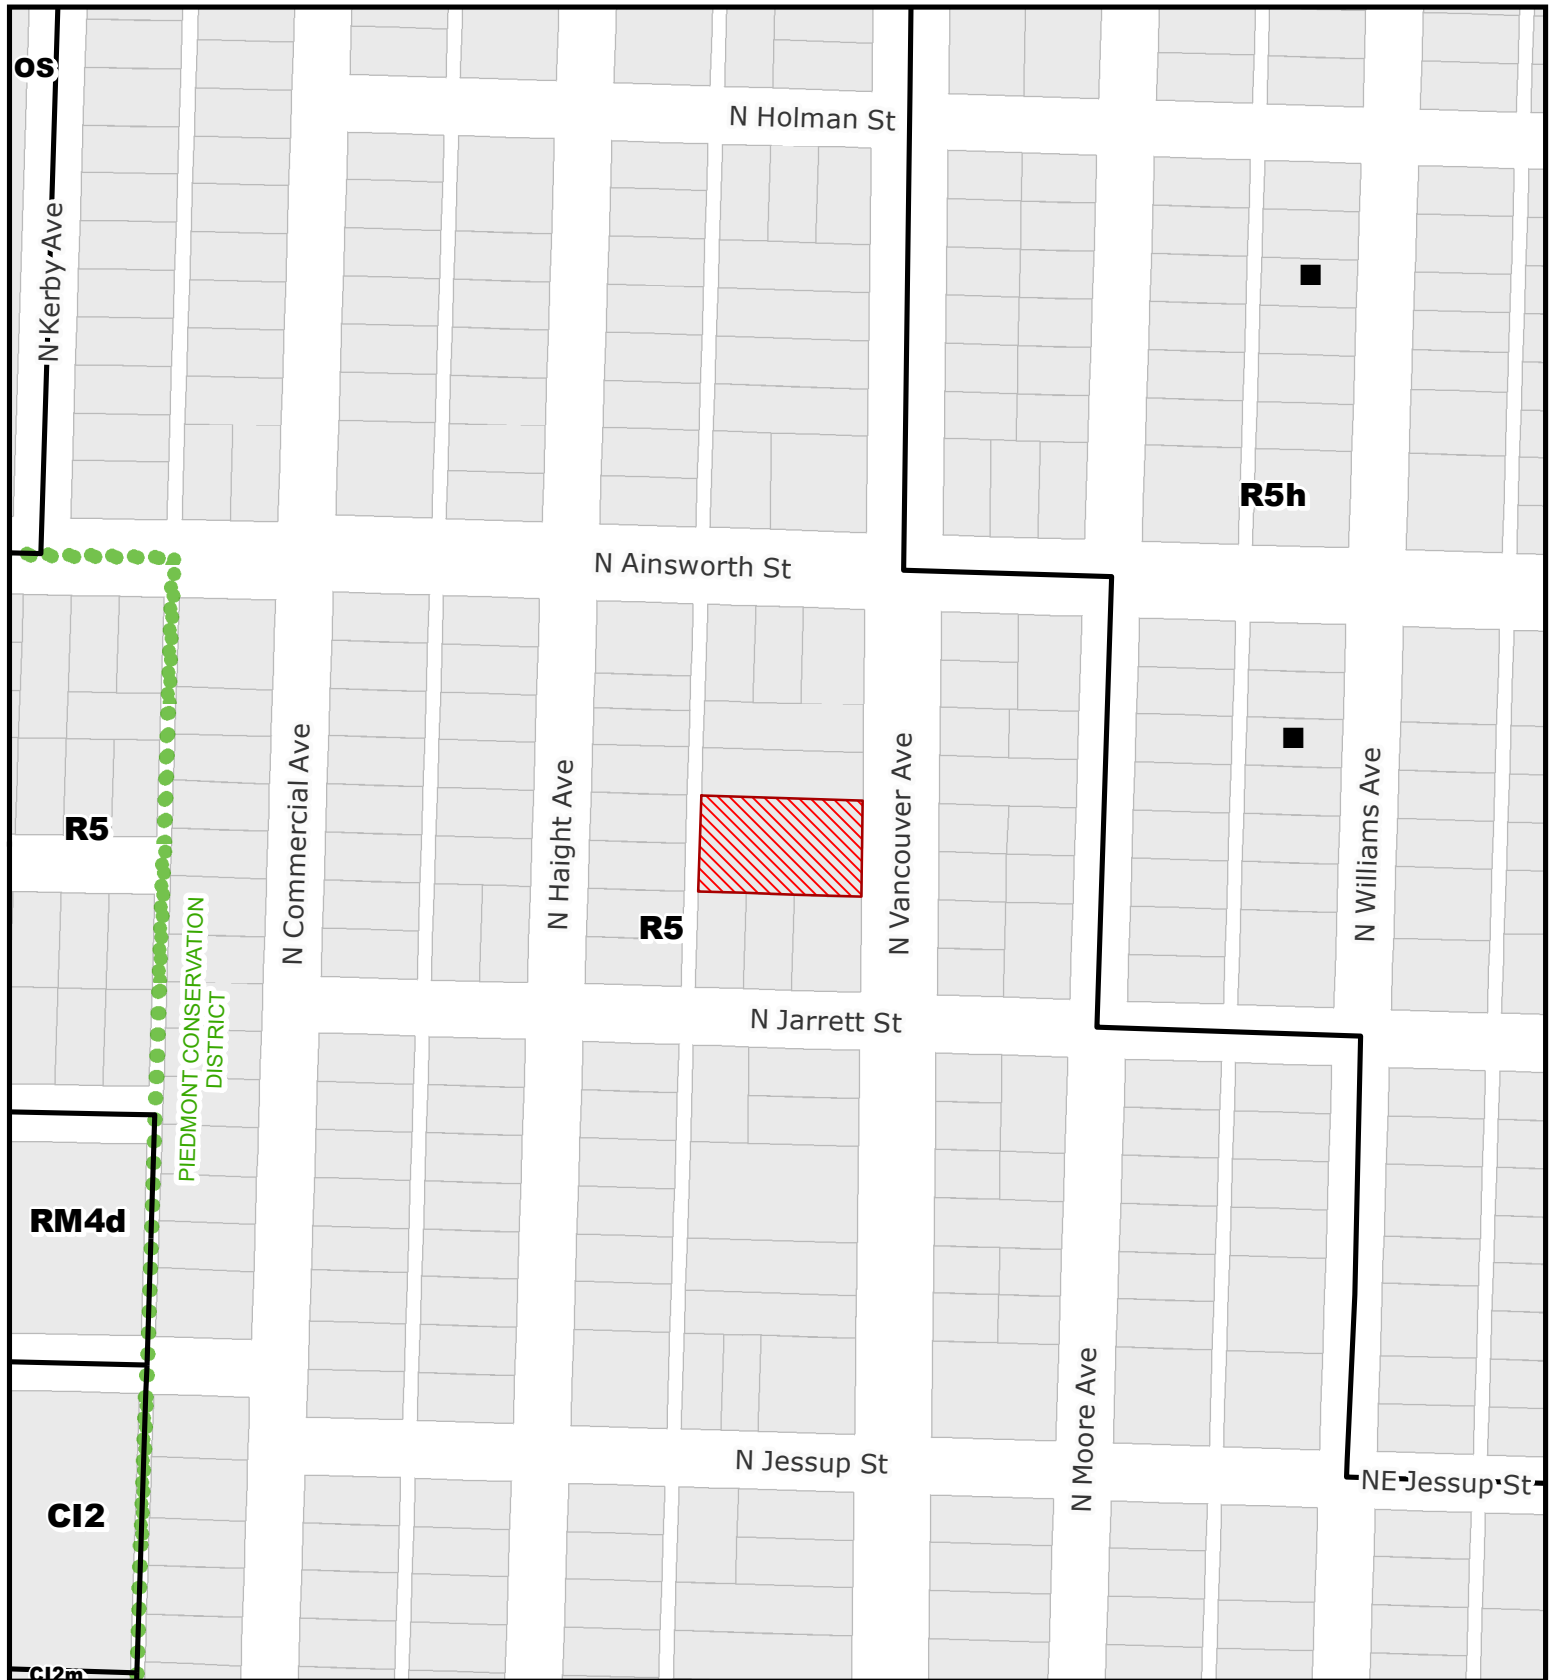 OS
N Holman St
N Kerby Ave
R5h
N Ainsworth St
N Commercial Ave
N Haight Ave
N Vancouver Ave
N Williams Ave
R5
R5
PIEDMONT CONSERVATION
DISTRICT
N Jarrett St
RM4d
N Moore Ave
N Jessup St
NE Jessup St
CI2
CI2m